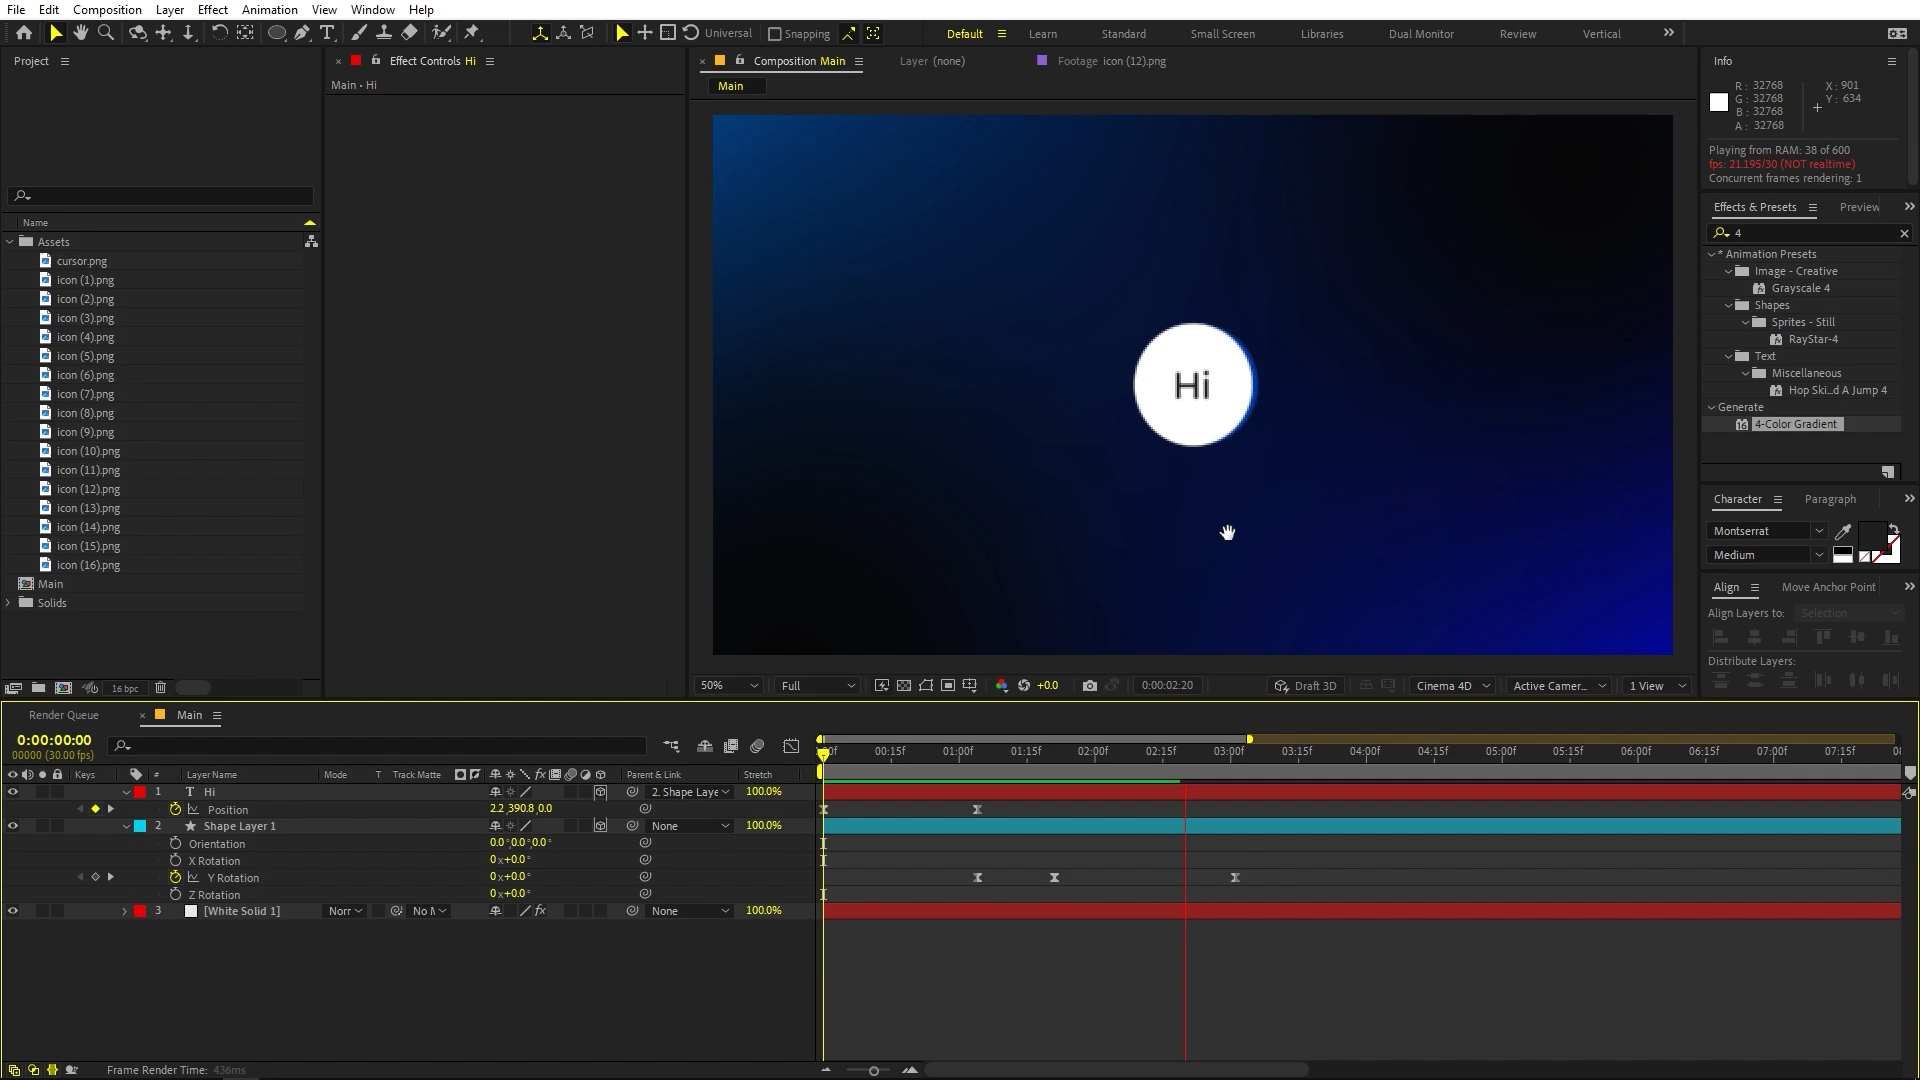 File Edit Composition Layer Effect Animation View Window Help
Universal Snapping Default Learn Standard Small Screen Libraries Dual Monitor Review Vertical
Project
Effect Controls Hi
Main • Hi
Composition Main
Layer (none)
Footage icon (12).png
Main
Info
R: 32768
G: 32768
B: 32768
A: 32768
X: 901
Y: 634
Playing from RAM: 38 of 600
fps: 21.195/30 (NOT realtime)
Concurrent frames rendering: 1
Effects & Presets
Preview
4
* Animation Presets
Image - Creative
Grayscale 4
Shapes
Sprites - Still
RayStar-4
Text
Miscellaneous
Hop Ski...d A Jump 4
Generate
4-Color Gradient
Character
Paragraph
Montserrat
Medium
Align
Move Anchor Point
Align Layers to: Selection
Distribute Layers:
Name
Assets
cursor.png
icon (1).png
icon (2).png
icon (3).png
icon (4).png
icon (5).png
icon (6).png
icon (7).png
icon (8).png
icon (9).png
icon (10).png
icon (11).png
icon (12).png
icon (13).png
icon (14).png
icon (15).png
icon (16).png
Main
Solids
16 bpc
Hi
50% Full +0.0 0:00:02:20 Draft 3D Cinema 4D Active Camer... 1 View
Render Queue
Main
0:00:00:00
00000 (30.00 fps)
00:15f 01:00f 01:15f 02:00f 02:15f 03:00f 03:15f 04:00f 04:15f 05:00f 05:15f 06:00f 06:15f 07:00f 07:15f
Keys # Layer Name Mode T Track Matte Parent & Link Stretch
1 T Hi 2. Shape Laye 100.0%
Position 2.2,390.8,0.0
2 Shape Layer 1 None 100.0%
Orientation 0.0°,0.0°,0.0°
X Rotation 0x+0.0°
Y Rotation 0x+0.0°
Z Rotation 0x+0.0°
3 [White Solid 1] Norr No M None 100.0%
Frame Render Time: 436ms